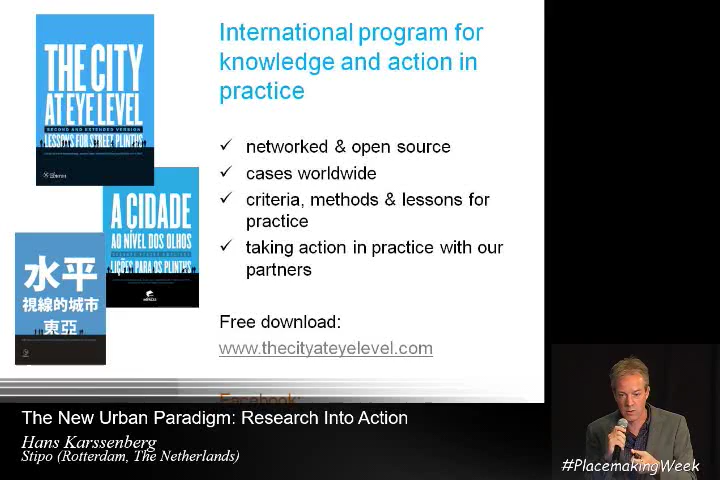 International program for
knowledge and action in
practice
✓ networked & open source
✓ cases worldwide
✓ criteria, methods & lessons for
practice
✓ taking action in practice with our
partners
Free download:
www.thecityateyelevel.com
Facebook:
THE CITY
AT EYE LEVEL
SECOND AND EXTENDED VERSION
LESSONS FOR STREET PLINTHS
A CIDADE
AO NÍVEL DOS OLHOS
LIÇÕES PARA OS PLINTHS
水平
視線的城市
東亞
The New Urban Paradigm: Research Into Action
Hans Karssenberg
Stipo (Rotterdam, The Netherlands)
#PlacemakingWeek